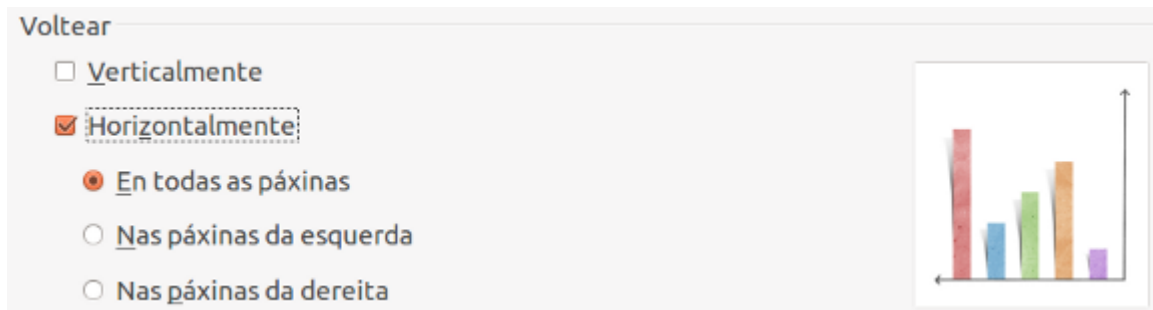 Voltear
Verticalmente
Horizontalmente
En todas as páxinas
Nas páxinas da esquerda
Nas páxinas da dereita